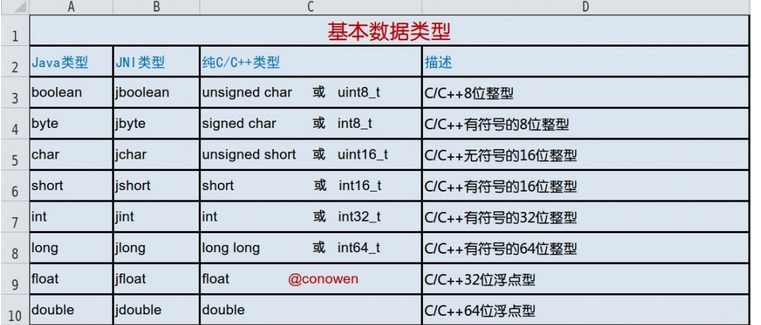 A B C D
1 基本数据类型
2 Java类型 JNI类型 纯C/C++类型 描述
3 boolean jboolean unsigned char 或 uint8_t C/C++8位整型
4 byte jbyte signed char 或 int8_t C/C++有符号的8位整型
5 char jchar unsigned short 或 uint16_t C/C++无符号的16位整型
6 short jshort short 或 int16_t C/C++有符号的16位整型
7 int jint int 或 int32_t C/C++有符号的32位整型
8 long jlong long long 或 int64_t C/C++有符号的64位整型
9 float jfloat float @conowen C/C++32位浮点型
10 double jdouble double C/C++64位浮点型